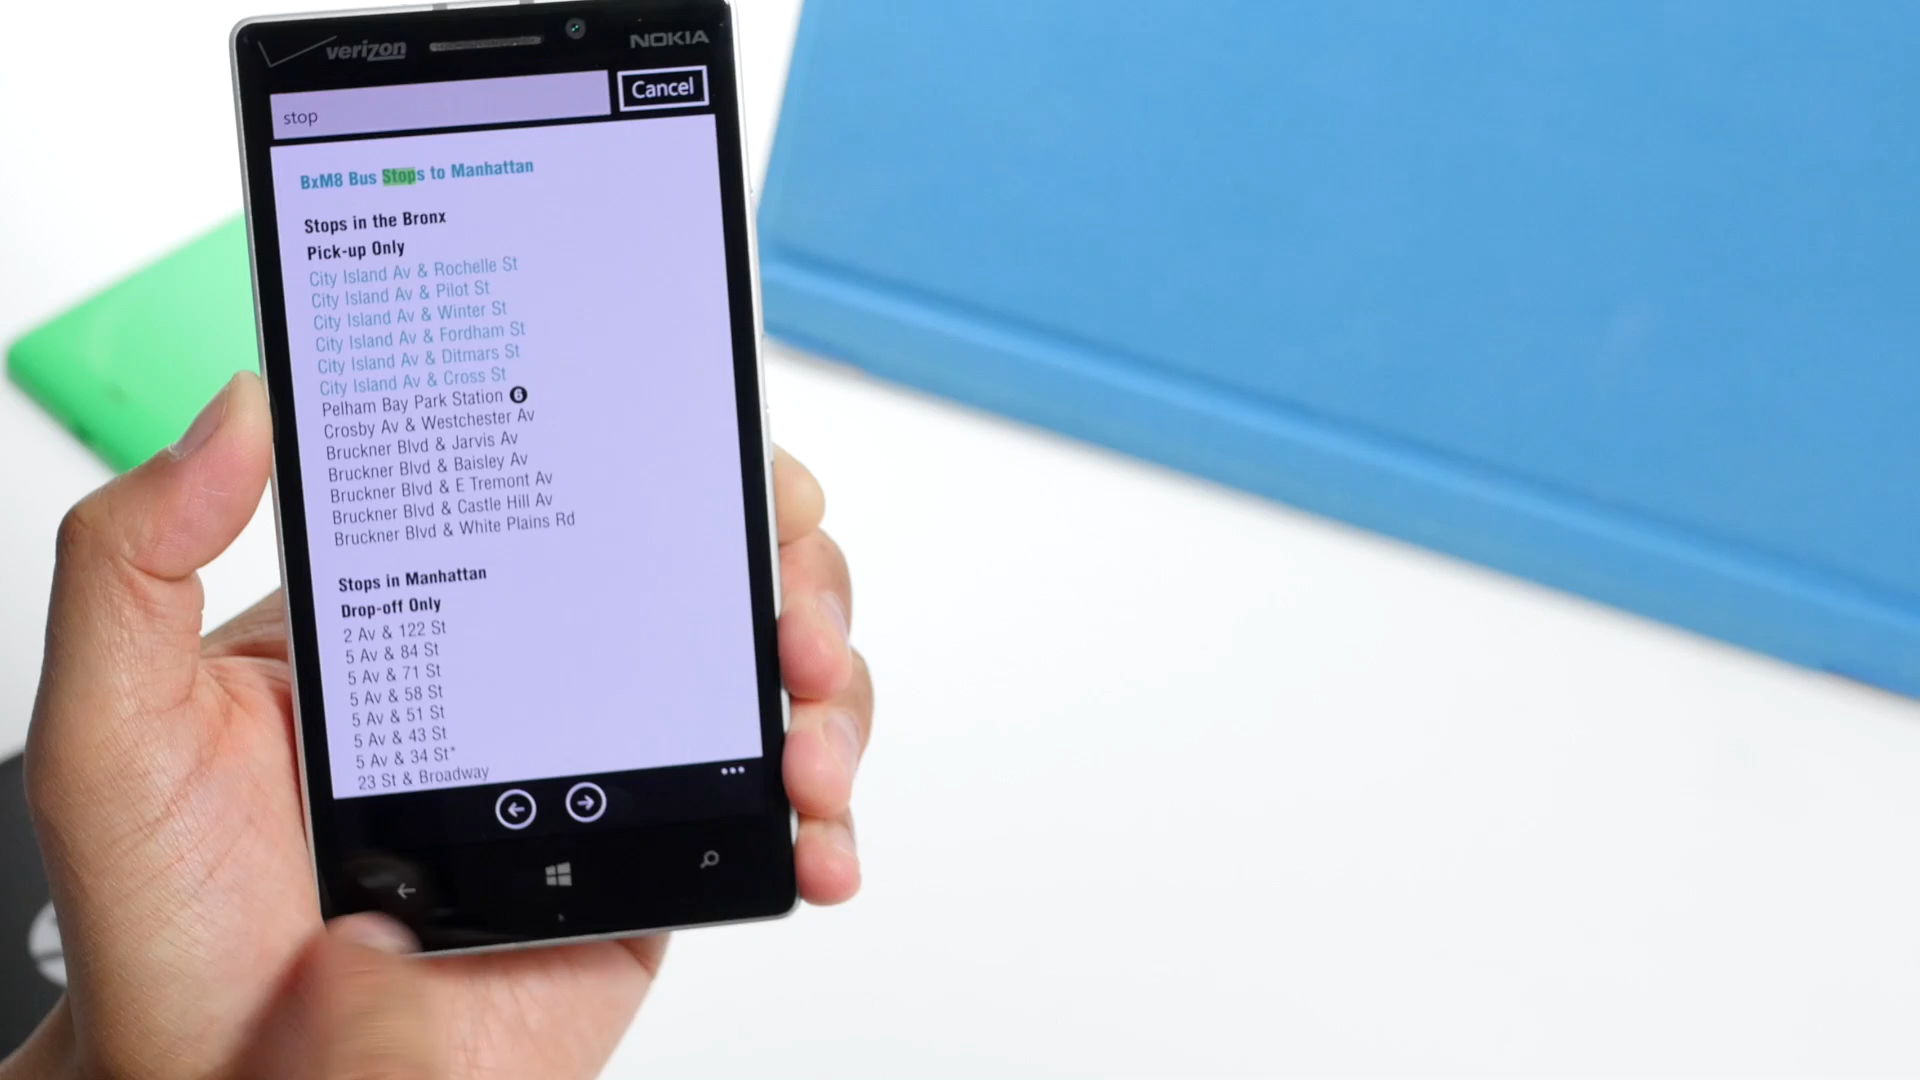 verizon
NOKIA
stop
Cancel
BxM8 Bus Stops to Manhattan
Stops in the Bronx
Pick-up Only
City Island Av & Rochelle St
City Island Av & Pilot St
City Island Av & Winter St
City Island Av & Fordham St
City Island Av & Ditmars St
City Island Av & Cross St
Pelham Bay Park Station 6
Crosby Av & Westchester Av
Bruckner Blvd & Jarvis Av
Bruckner Blvd & Baisley Av
Bruckner Blvd & E Tremont Av
Bruckner Blvd & Castle Hill Av
Bruckner Blvd & White Plains Rd
Stops in Manhattan
Drop-off Only
2 Av & 122 St
5 Av & 84 St
5 Av & 71 St
5 Av & 58 St
5 Av & 51 St
5 Av & 43 St
5 Av & 34 St*
23 St & Broadway